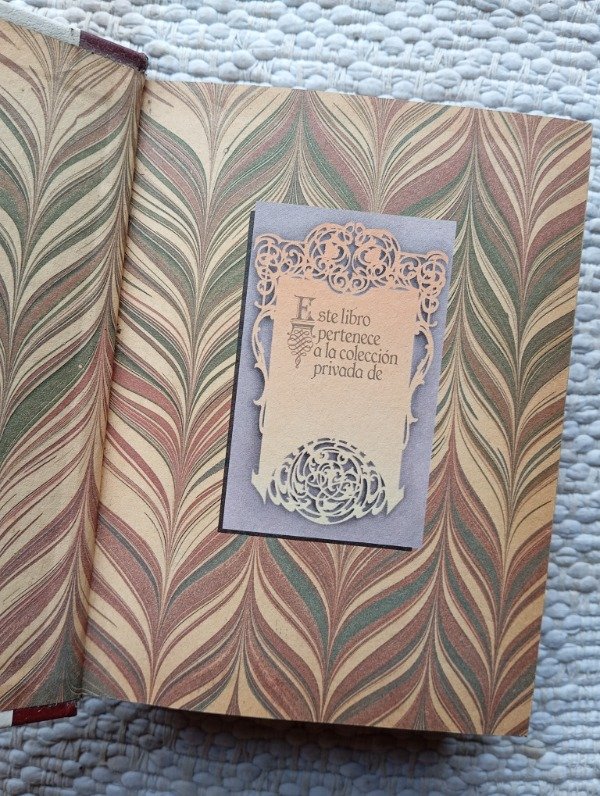 Este libro
pertenece
a la colección
privada de